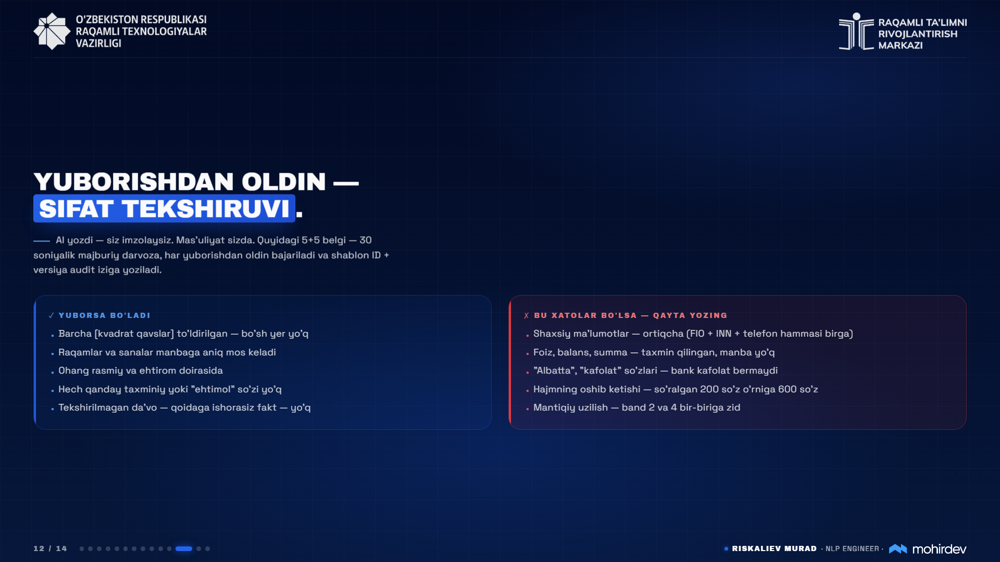 O'ZBEKISTON RESPUBLIKASI
RAQAMLI TEXNOLOGIYALAR
VAZIRLIGI
RAQAMLI TA'LIMNI
RIVOJLANTIRISH
MARKAZI
YUBORISHDAN OLDIN —
SIFAT TEKSHIRUVI.
AI yozdi — siz imzolaysiz. Mas’uliyat sizda. Quyidagi 5+5 belgi — 30
soniyalik majburiy darvoza, har yuborishdan oldin bajariladi va shablon ID +
versiya audit iziga yoziladi.
✓ YUBORSA BO'LADI
• Barcha [kvadrat qavslar] to’ldirilgan — bo’sh yer yo’q
• Raqamlar va sanalar manbaga aniq mos keladi
• Ohang rasmiy va ehtirom doirasida
• Hech qanday taxminiy yoki ”ehtimol” so’zi yo’q
• Tekshirilmagan da’vo — qoidaga ishorasiz fakt — yo’q
✗ BU XATOLAR BO'LSA — QAYTA YOZING
• Shaxsiy ma’lumotlar — ortiqcha (FIO + INN + telefon hammasi birga)
• Foiz, balans, summa — taxmin qilingan, manba yo’q
• ”Albatta”, ”kafolat” so’zlari — bank kafolat bermaydi
• Hajmning oshib ketishi — so’ralgan 200 so’z o’rniga 600 so’z
• Mantiqiy uzilish — band 2 va 4 bir-biriga zid
12 / 14
RISKALIEV MURAD · NLP ENGINEER · mohirdev